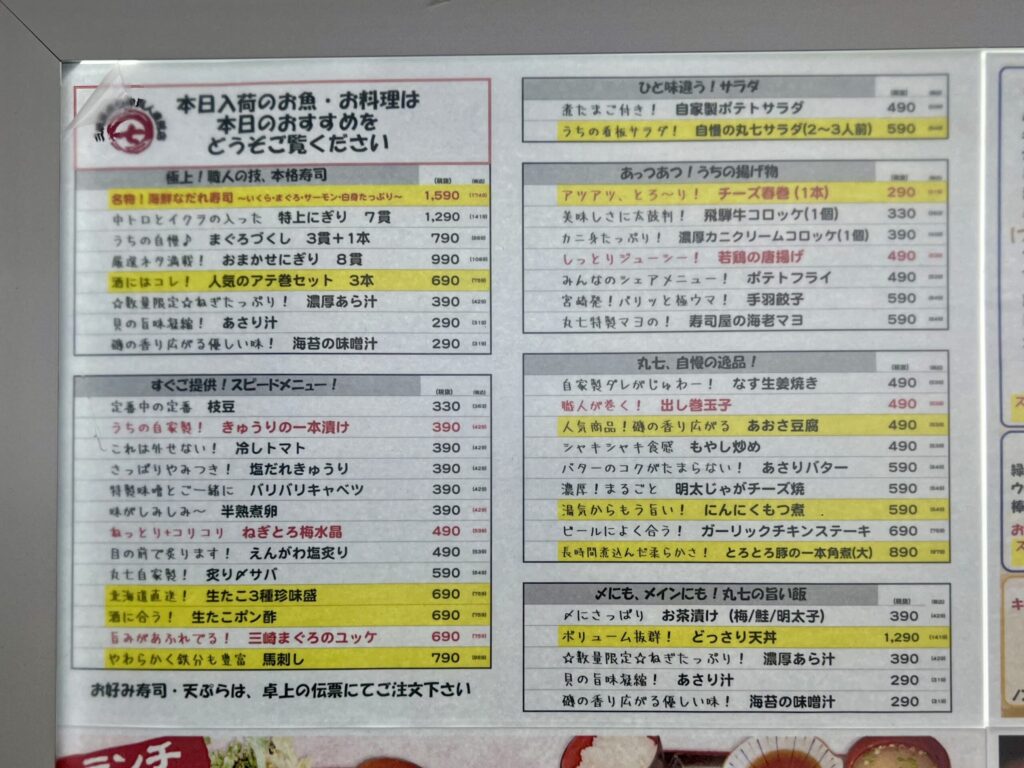 本日入荷のお魚・お料理は
本日のおすすめを
どうぞご覧ください
極上！職人の技、本格寿司 (税抜) (税込)
名物！海鮮なだれ寿司 ～いくら・まぐろ・サーモン・白身たっぷり～ 1,590
中トロとイクラの入った 特上にぎり 7貫 1,290 (1419)
うちの自慢♪ まぐろづくし 3貫＋1本 790 (869)
厳選ネタ満載！ おまかせにぎり 8貫 990 (1089)
酒にはコレ！ 人気のアテ巻セット 3本 690 (759)
☆数量限定☆ねぎたっぷり！ 濃厚あら汁 390 (429)
貝の旨味凝縮！ あさり汁 290 (319)
磯の香り広がる優しい味！ 海苔の味噌汁 290 (319)
すぐご提供！スピードメニュー！ (税抜) (税込)
定番中の定番 枝豆 330 (363)
うちの自家製！ きゅうりの一本漬け 390 (429)
これは外せない！ 冷しトマト 390 (429)
さっぱりやみつき！ 塩だれきゅうり 390 (429)
特製味噌とご一緒に バリバリキャベツ 390 (429)
味がしみしみ～ 半熟煮卵 390 (429)
ねっとり+コリコリ ねぎとろ梅水晶 490 (539)
目の前で炙ります！ えんがわ塩炙り 490 (539)
丸七自家製！ 炙り〆サバ 590 (649)
北海道直送！ 生たこ3種珍味盛 690 (759)
酒に合う！ 生たこポン酢 690 (759)
旨みがあふれてる！ 三崎まぐろのユッケ 690 (759)
やわらかく鉄分も豊富 馬刺し 790 (869)
お好み寿司・天ぷらは、卓上の伝票にてご注文下さい
ひと味違う！サラダ
煮たまご付き！ 自家製ポテトサラダ 490
うちの看板サラダ！ 自慢の丸七サラダ(2～3人前) 590
あっつあつ！うちの揚げ物
アツアツ、とろ～り！ チーズ春巻(1本) 290
美味しさに太鼓判！ 飛騨牛コロッケ(1個) 330
カニ身たっぷり！ 濃厚カニクリームコロッケ(1個) 390
しっとりジューシー！ 若鶏の唐揚げ 490
みんなのシェアメニュー！ ポテトフライ 490
宮崎発！パリッと極ウマ！ 手羽餃子 590
丸七特製マヨの！ 寿司屋の海老マヨ 590
丸七、自慢の逸品！
自家製ダレがじゅわー！ なす生姜焼き 490
職人が巻く！ 出し巻玉子 490
人気商品！磯の香り広がる あおさ豆腐 490
シャキシャキ食感 もやし炒め 490
バターのコクがたまらない！ あさりバター 590
濃厚！まるごと 明太じゃがチーズ焼 590
湯気からもう旨い！ にんにくもつ煮 590
ビールによく合う！ ガーリックチキンステーキ 690
長時間煮込んだ柔らかさ！ とろとろ豚の一本角煮(大) 890
〆にも、メインにも！丸七の旨い飯
〆にさっぱり お茶漬け (梅/鮭/明太子) 390 (429)
ボリューム抜群！ どっさり天丼 1,290 (1419)
☆数量限定☆ねぎたっぷり！ 濃厚あら汁 390 (429)
貝の旨味凝縮！ あさり汁 290 (319)
磯の香り広がる優しい味！ 海苔の味噌汁 290 (319)
ランチ